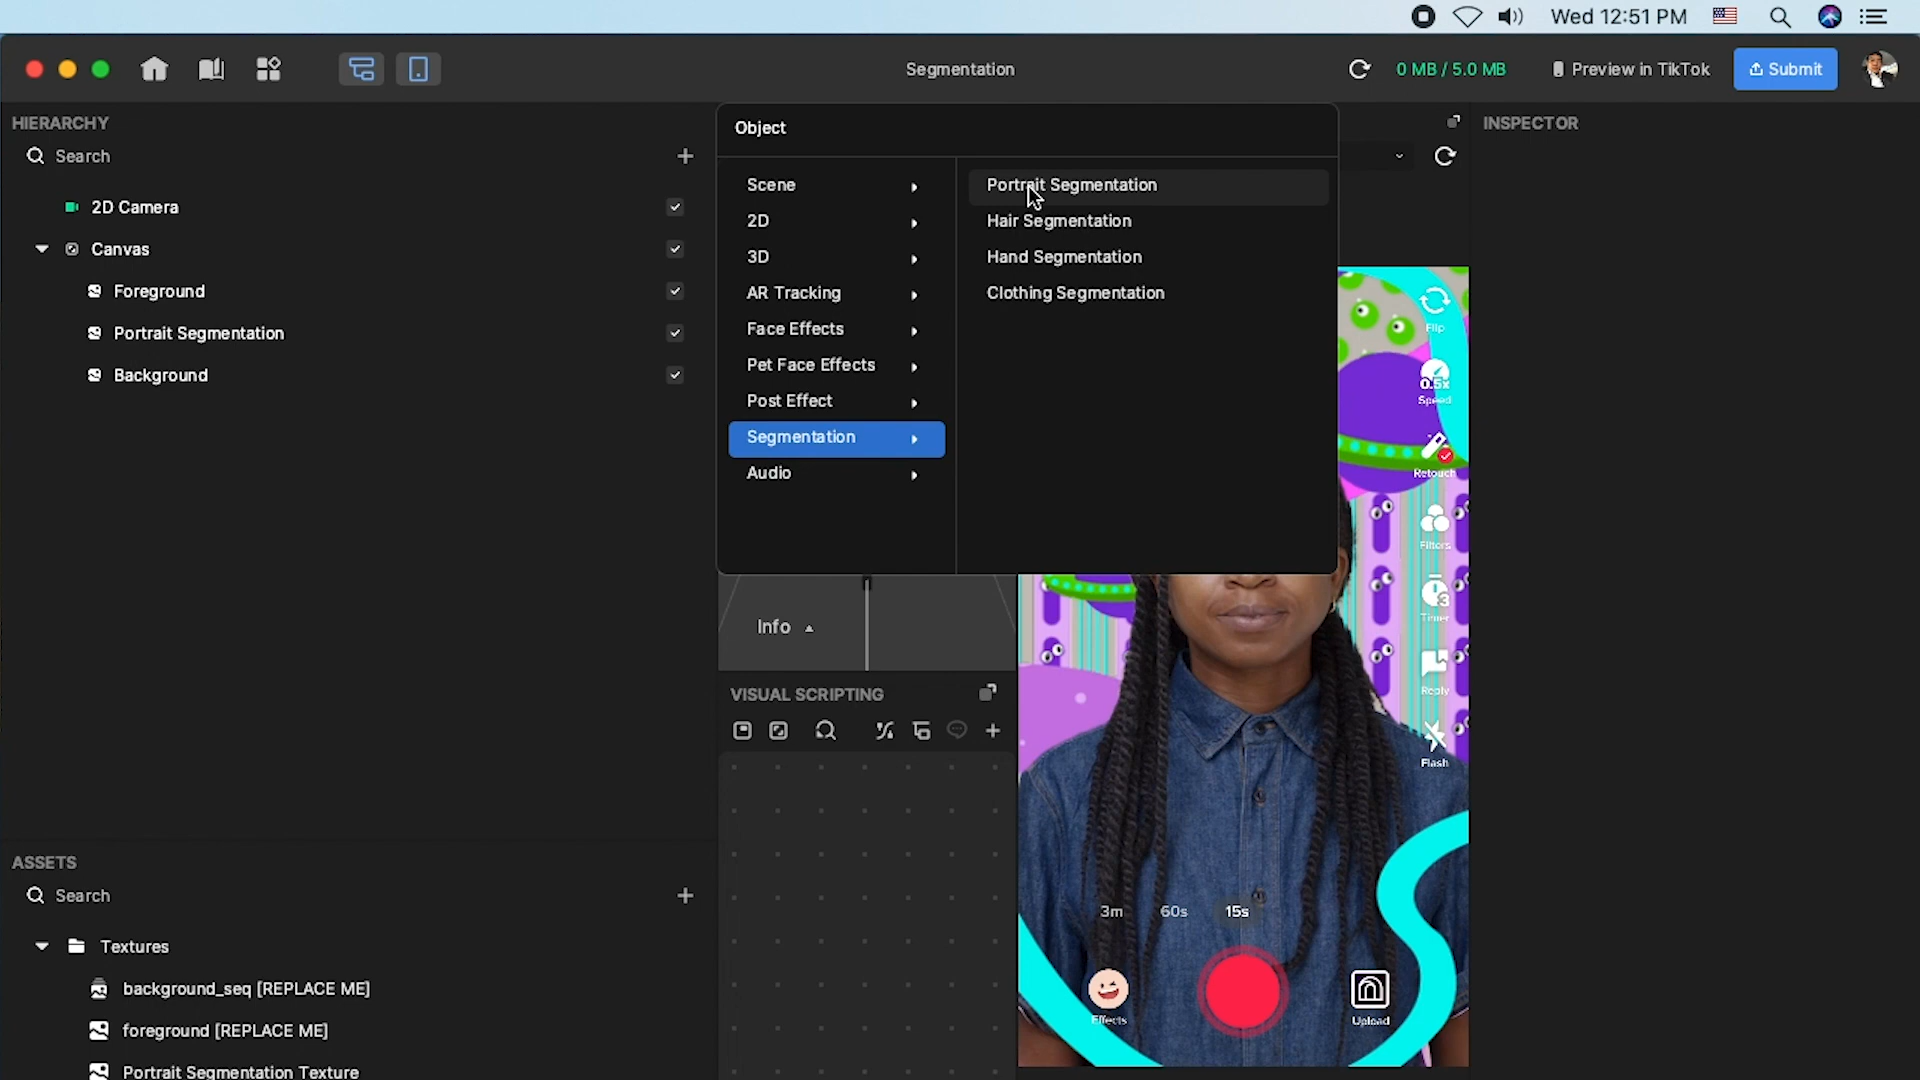 Wed 12:51 PM
Segmentation
0 MB / 5.0 MB
Preview in TikTok
Submit
HIERARCHY
Search
2D Camera
Canvas
Foreground
Portrait Segmentation
Background
Object
Scene
2D
3D
AR Tracking
Face Effects
Pet Face Effects
Post Effect
Segmentation
Audio
Portrait Segmentation
Hair Segmentation
Hand Segmentation
Clothing Segmentation
INSPECTOR
Info
VISUAL SCRIPTING
Flip
0.5x
Speed
Retouch
Filters
3
Timer
Reply
Flash
3m 60s 15s
Effects
Upload
ASSETS
Search
Textures
background_seq [REPLACE ME]
foreground [REPLACE ME]
Portrait Segmentation Texture